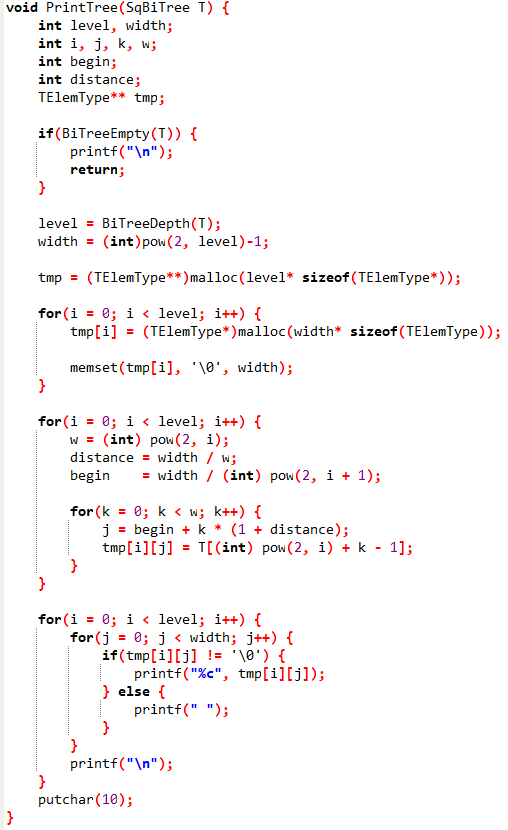 void PrintTree(SqBiTree T) {
    int level, width;
    int i, j, k, w;
    int begin;
    int distance;
    TElemType** tmp;

    if(BiTreeEmpty(T)) {
        printf("\n");
        return;
    }

    level = BiTreeDepth(T);
    width = (int)pow(2, level)-1;

    tmp = (TElemType**)malloc(level* sizeof(TElemType*));

    for(i = 0; i < level; i++) {
        tmp[i] = (TElemType*)malloc(width* sizeof(TElemType));

        memset(tmp[i], '\0', width);
    }

    for(i = 0; i < level; i++) {
        w = (int) pow(2, i);
        distance = width / w;
        begin    = width / (int) pow(2, i + 1);

        for(k = 0; k < w; k++) {
            j = begin + k * (1 + distance);
            tmp[i][j] = T[(int) pow(2, i) + k - 1];
        }
    }

    for(i = 0; i < level; i++) {
        for(j = 0; j < width; j++) {
            if(tmp[i][j] != '\0') {
                printf("%c", tmp[i][j]);
            } else {
                printf(" ");
            }
        }
        printf("\n");
    }
    putchar(10);
}